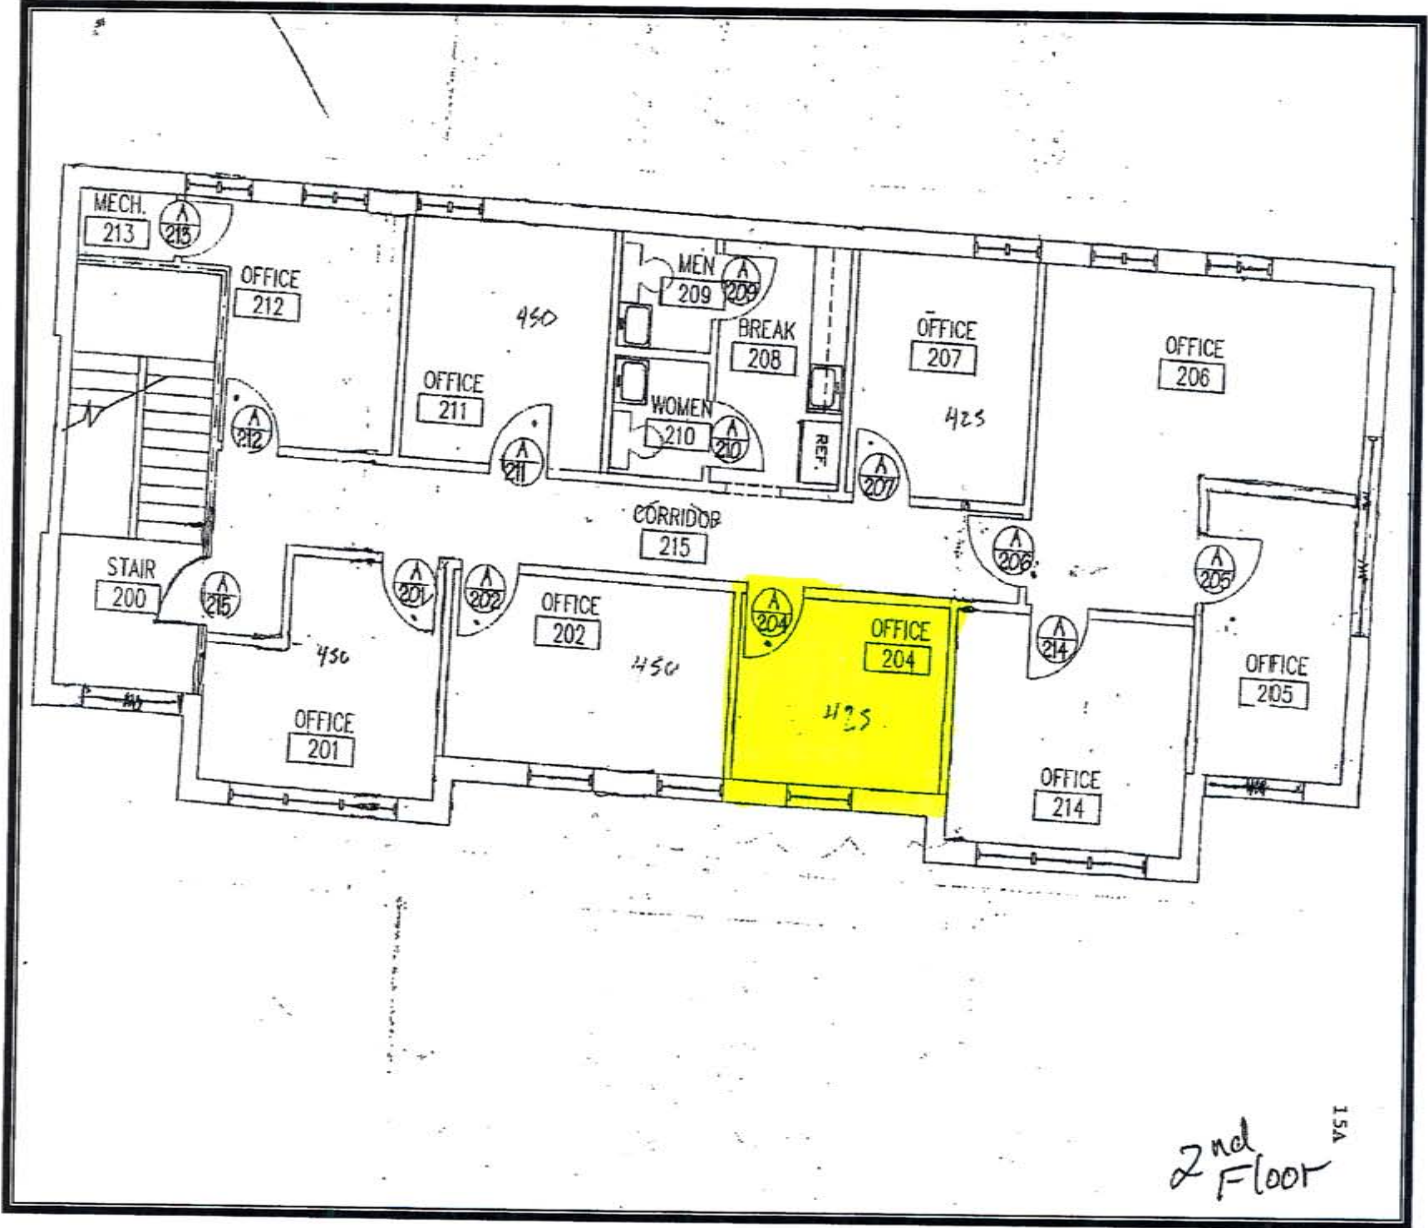 MECH.
213
A
213
OFFICE
212
A
212
OFFICE
211
450
A
211
MEN
209
A
209
WOMEN
210
A
210
BREAK
208
REF.
OFFICE
207
425
A
207
OFFICE
206
A
206
CORRIDOR
215
STAIR
200
A
215
450
OFFICE
201
A
201
A
202
OFFICE
202
450
A
204
OFFICE
204
425
A
214
OFFICE
214
A
205
OFFICE
205
15A
2nd
Floor